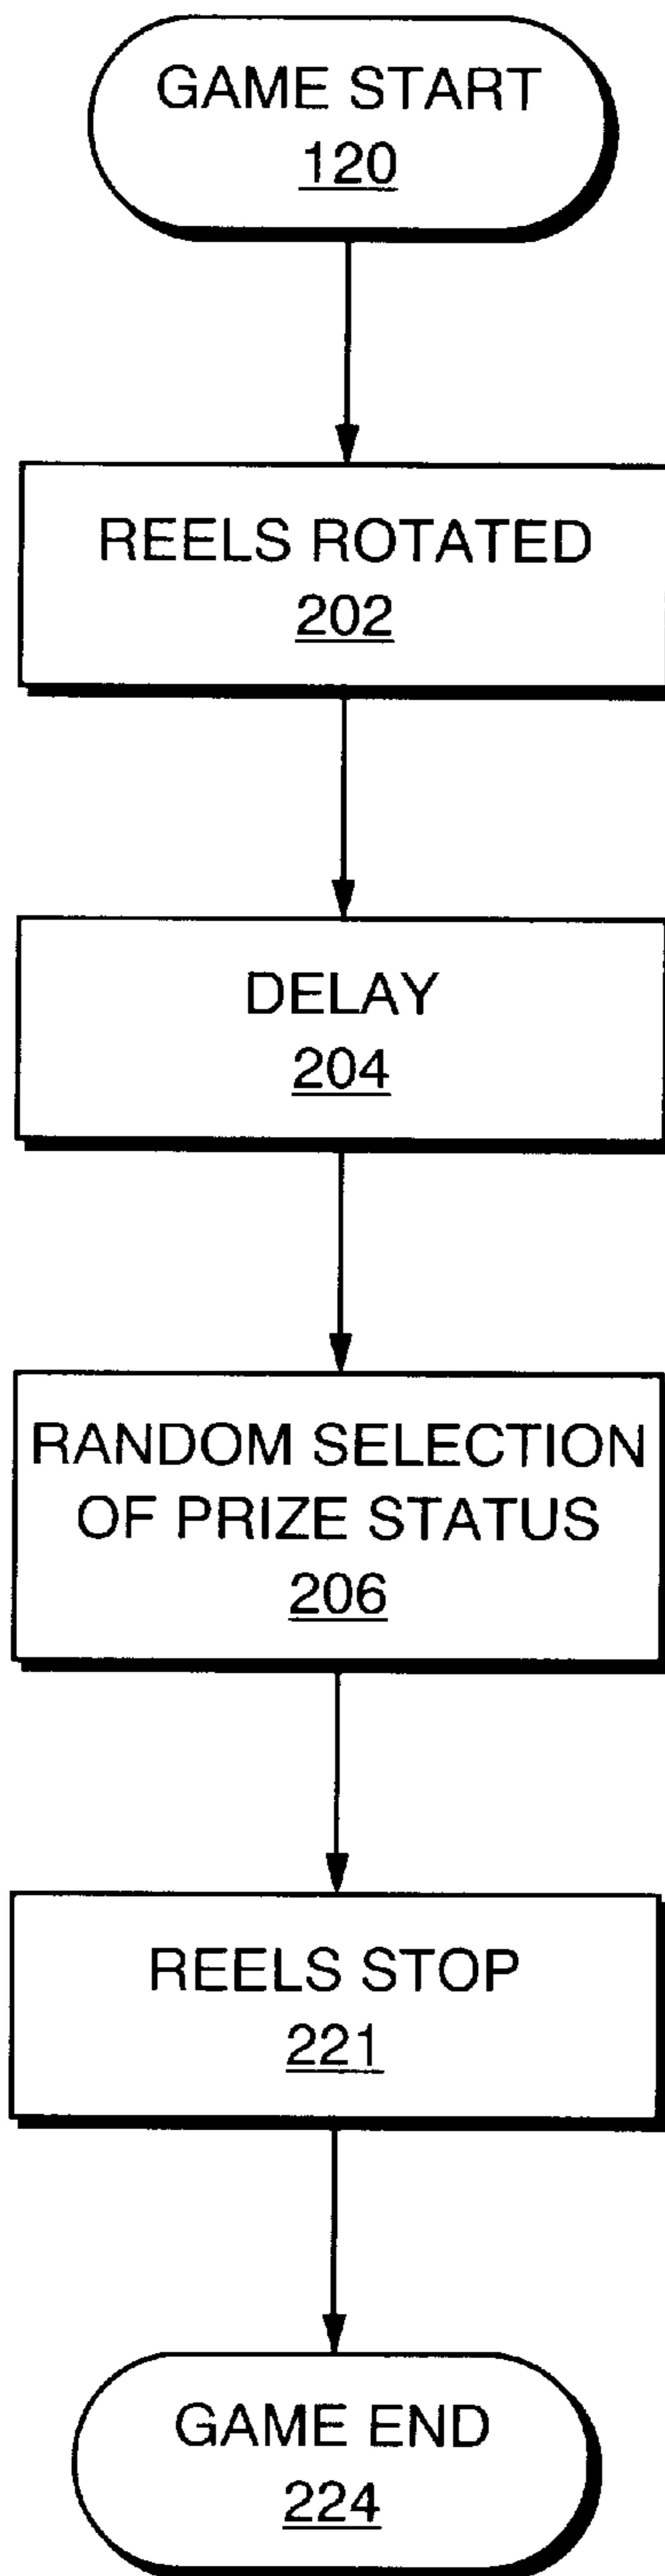 GAME START
120
REELS ROTATED
202
DELAY
204
RANDOM SELECTION
OF PRIZE STATUS
206
REELS STOP
221
GAME END
224